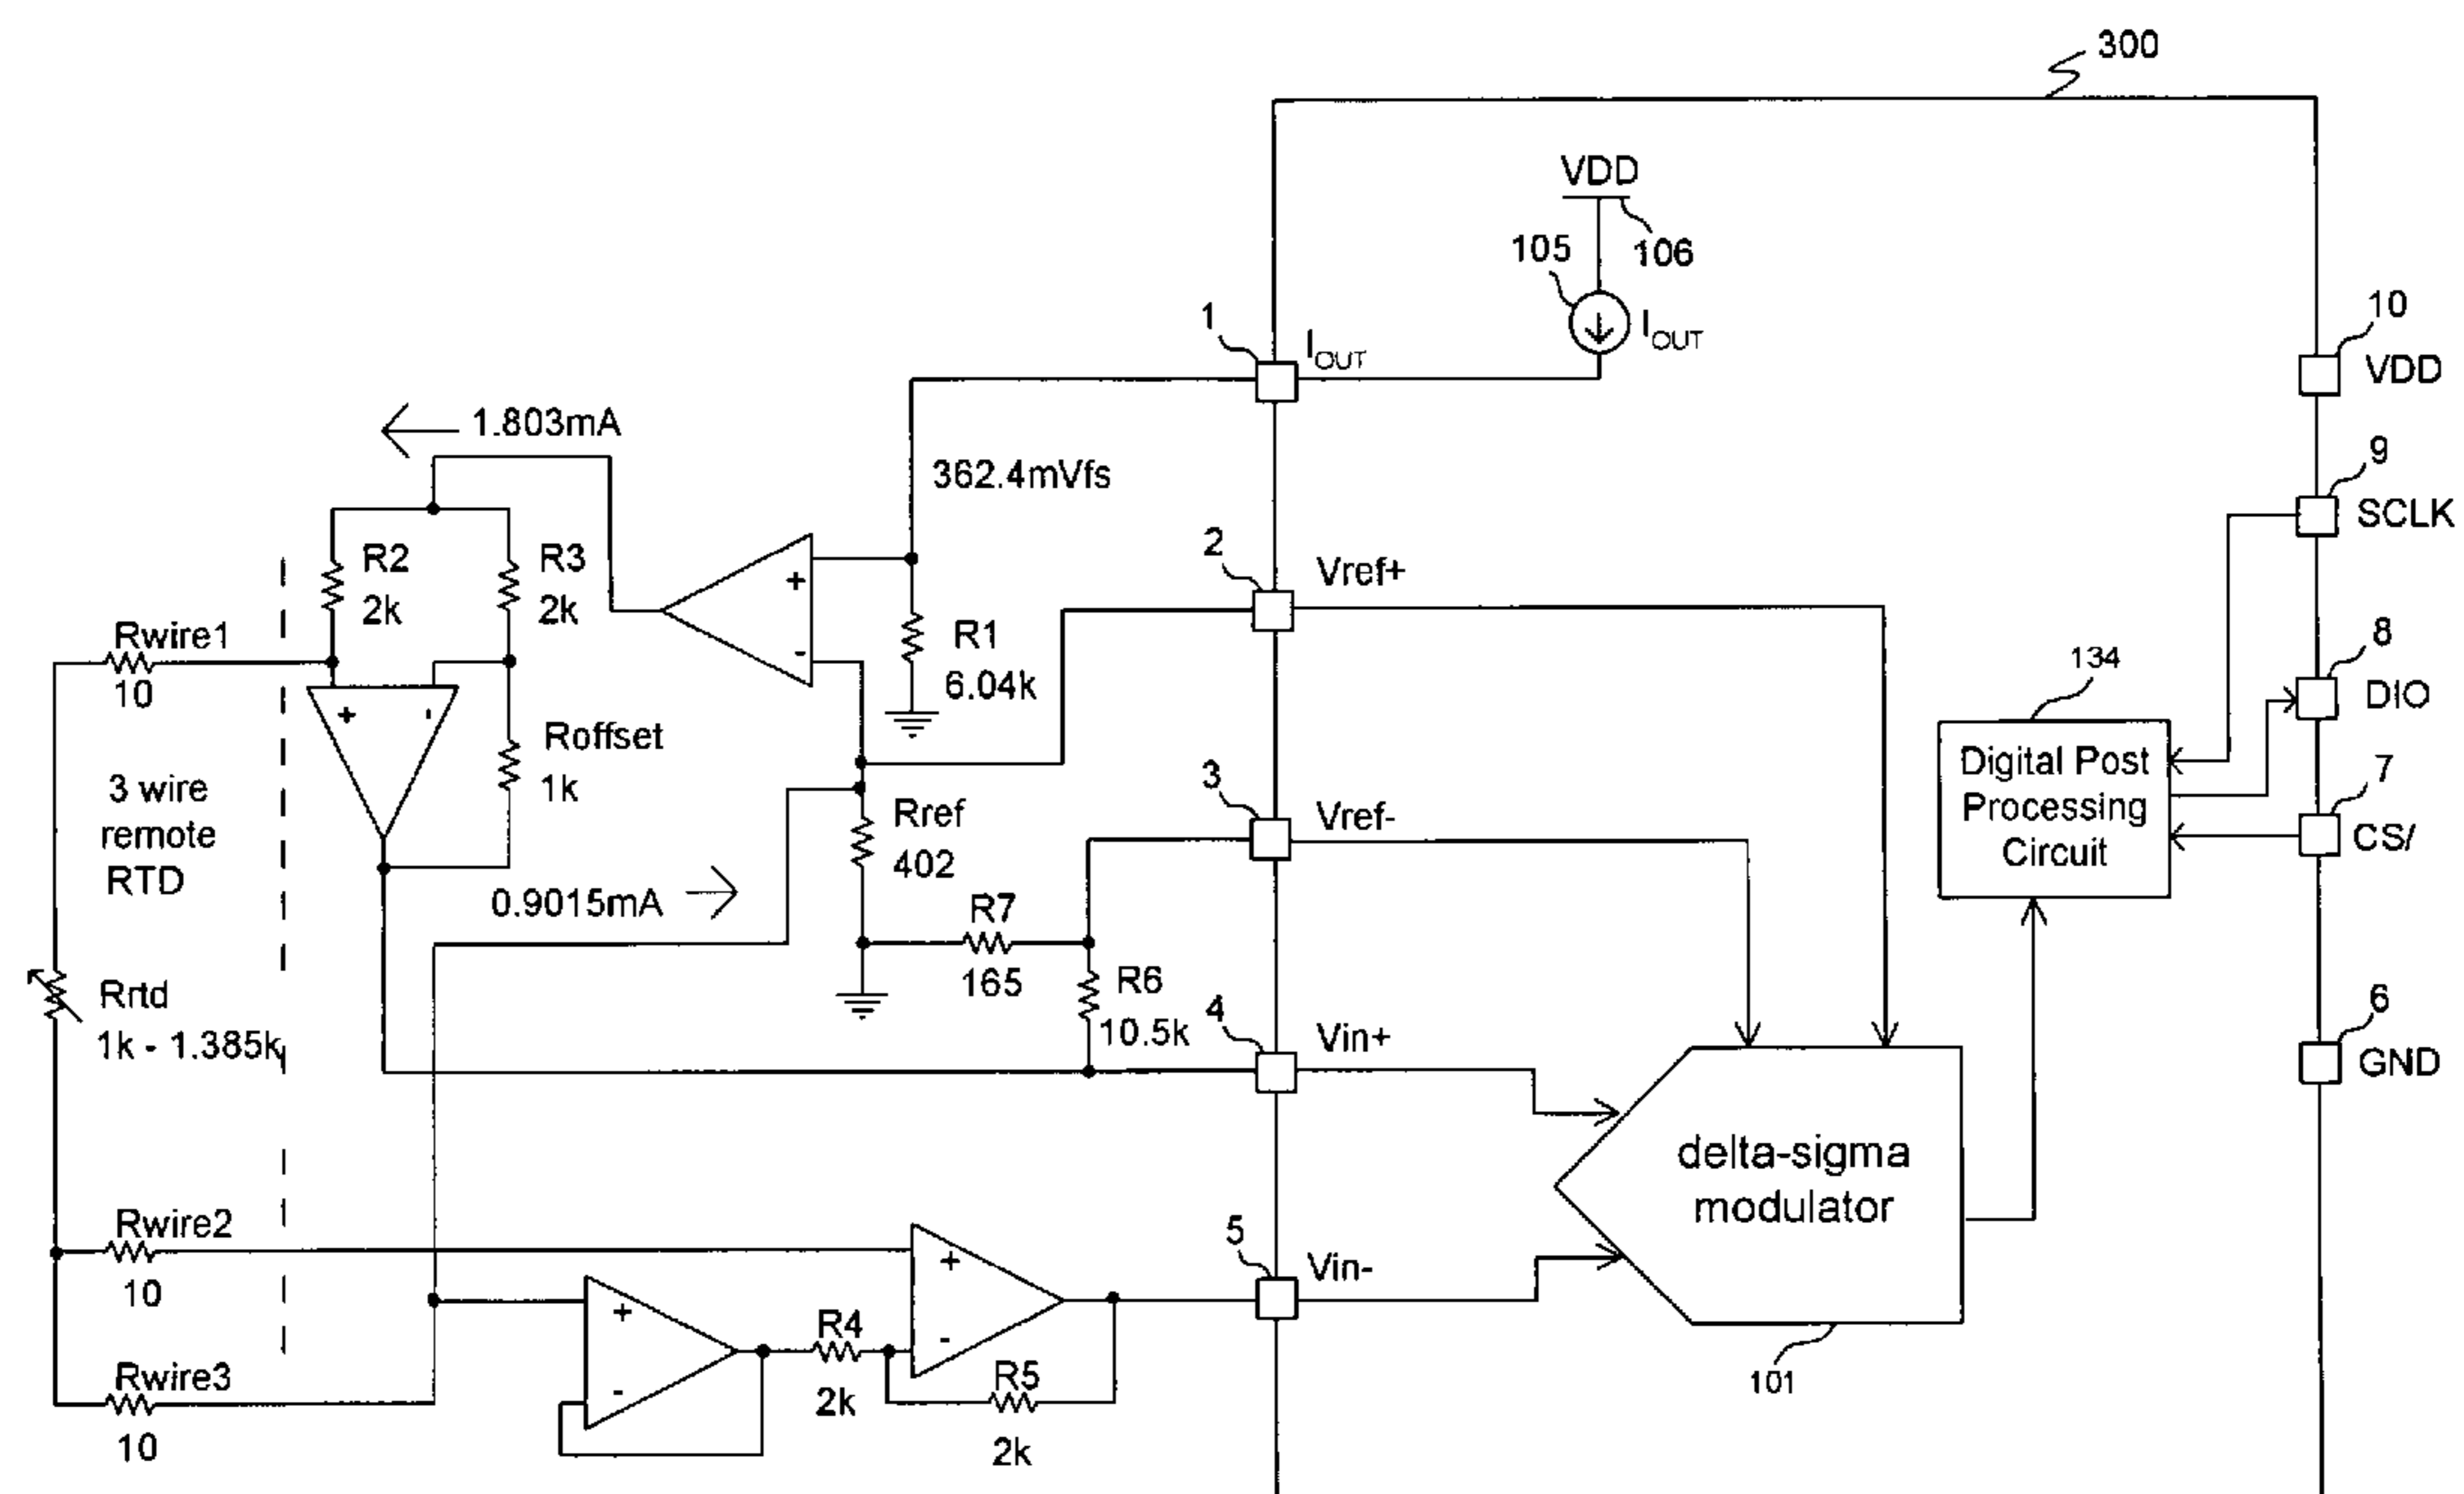 300
VDD
105
106
I_OUT
1
I_OUT
10
VDD
1.803mA
362.4mVfs
9
SCLK
2
Vref+
R2
2k
R3
2k
+
-
R1
6.04k
Rwire1
10
8
DIO
134
+
-
Roffset
1k
Digital Post
Processing
Circuit
7
CS/
3
Vref-
3 wire
remote
RTD
Rref
402
0.9015mA
R7
165
R6
10.5k
Rrtd
1k - 1.385k
4
Vin+
6
GND
delta-sigma
modulator
101
Rwire2
10
5
Vin-
+
-
+
-
R4
2k
R5
2k
Rwire3
10